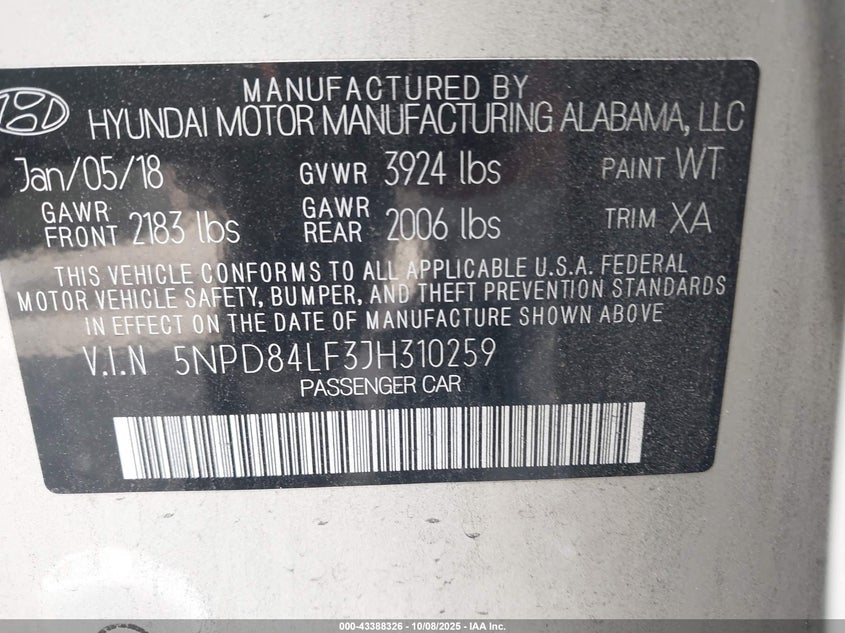 MANUFACTURED BY
HYUNDAI MOTOR MANUFACTURING ALABAMA, LLC
Jan/05/18 GVWR 3924 lbs PAINT WT
GAWR FRONT 2183 lbs GAWR REAR 2006 lbs TRIM XA
THIS VEHICLE CONFORMS TO ALL APPLICABLE U.S.A. FEDERAL
MOTOR VEHICLE SAFETY, BUMPER, AND THEFT PREVENTION STANDARDS
IN EFFECT ON THE DATE OF MANUFACTURE SHOWN ABOVE
V.I.N 5NPD84LF3JH310259
PASSENGER CAR
000-43388326 - 10/08/2025 - IAA Inc.